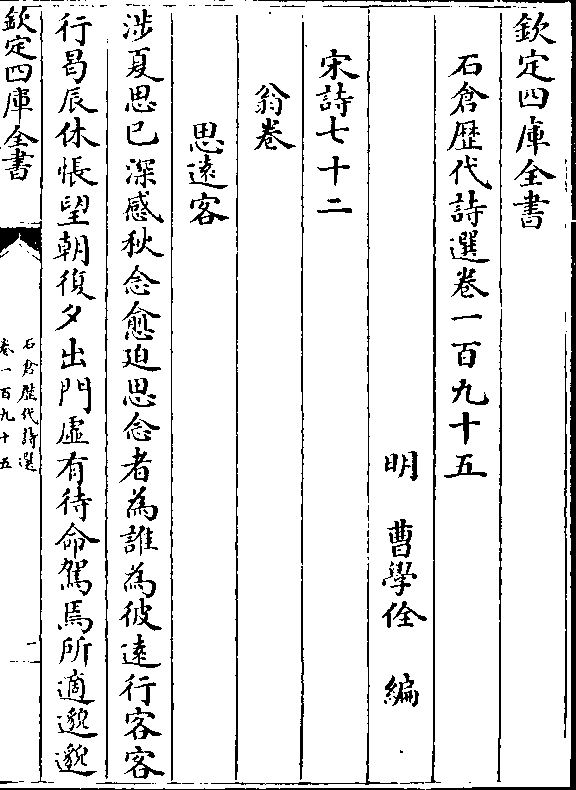 欽定四庫全書
石倉歴代詩選卷一百九十五
明 曹學佺 編
宋詩七十二
翁卷
思遠客
涉夏思已深感秋念愈迫思念者為誰為彼遠行客客
行曷辰休悵望朝復夕出門虛有待命駕焉所適邈邈
欽定四庫全書
石倉歴代詩選
卷一百九十五
一